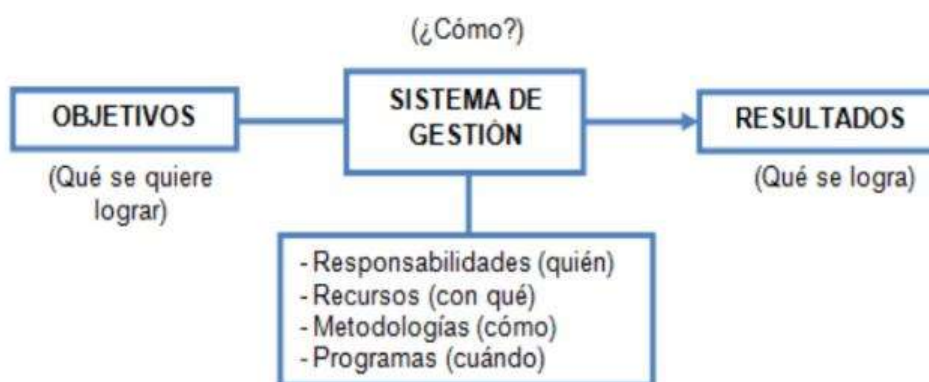 (¿Cómo?)
OBJETIVOS
(Qué se quiere
lograr)
SISTEMA DE
GESTIÓN
RESULTADOS
(Qué se logra)
- Responsabilidades (quién)
- Recursos (con qué)
- Metodologías (cómo)
- Programas (cuándo)